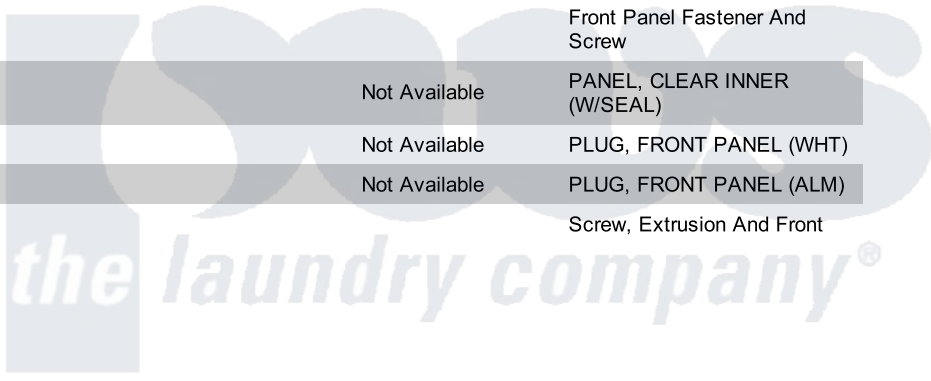 Front Panel Fastener And
Screw
Not Available PANEL, CLEAR INNER
(W/SEAL)
Not Available PLUG, FRONT PANEL (WHT)
Not Available PLUG, FRONT PANEL (ALM)
Screw, Extrusion And Front
the laundry company®